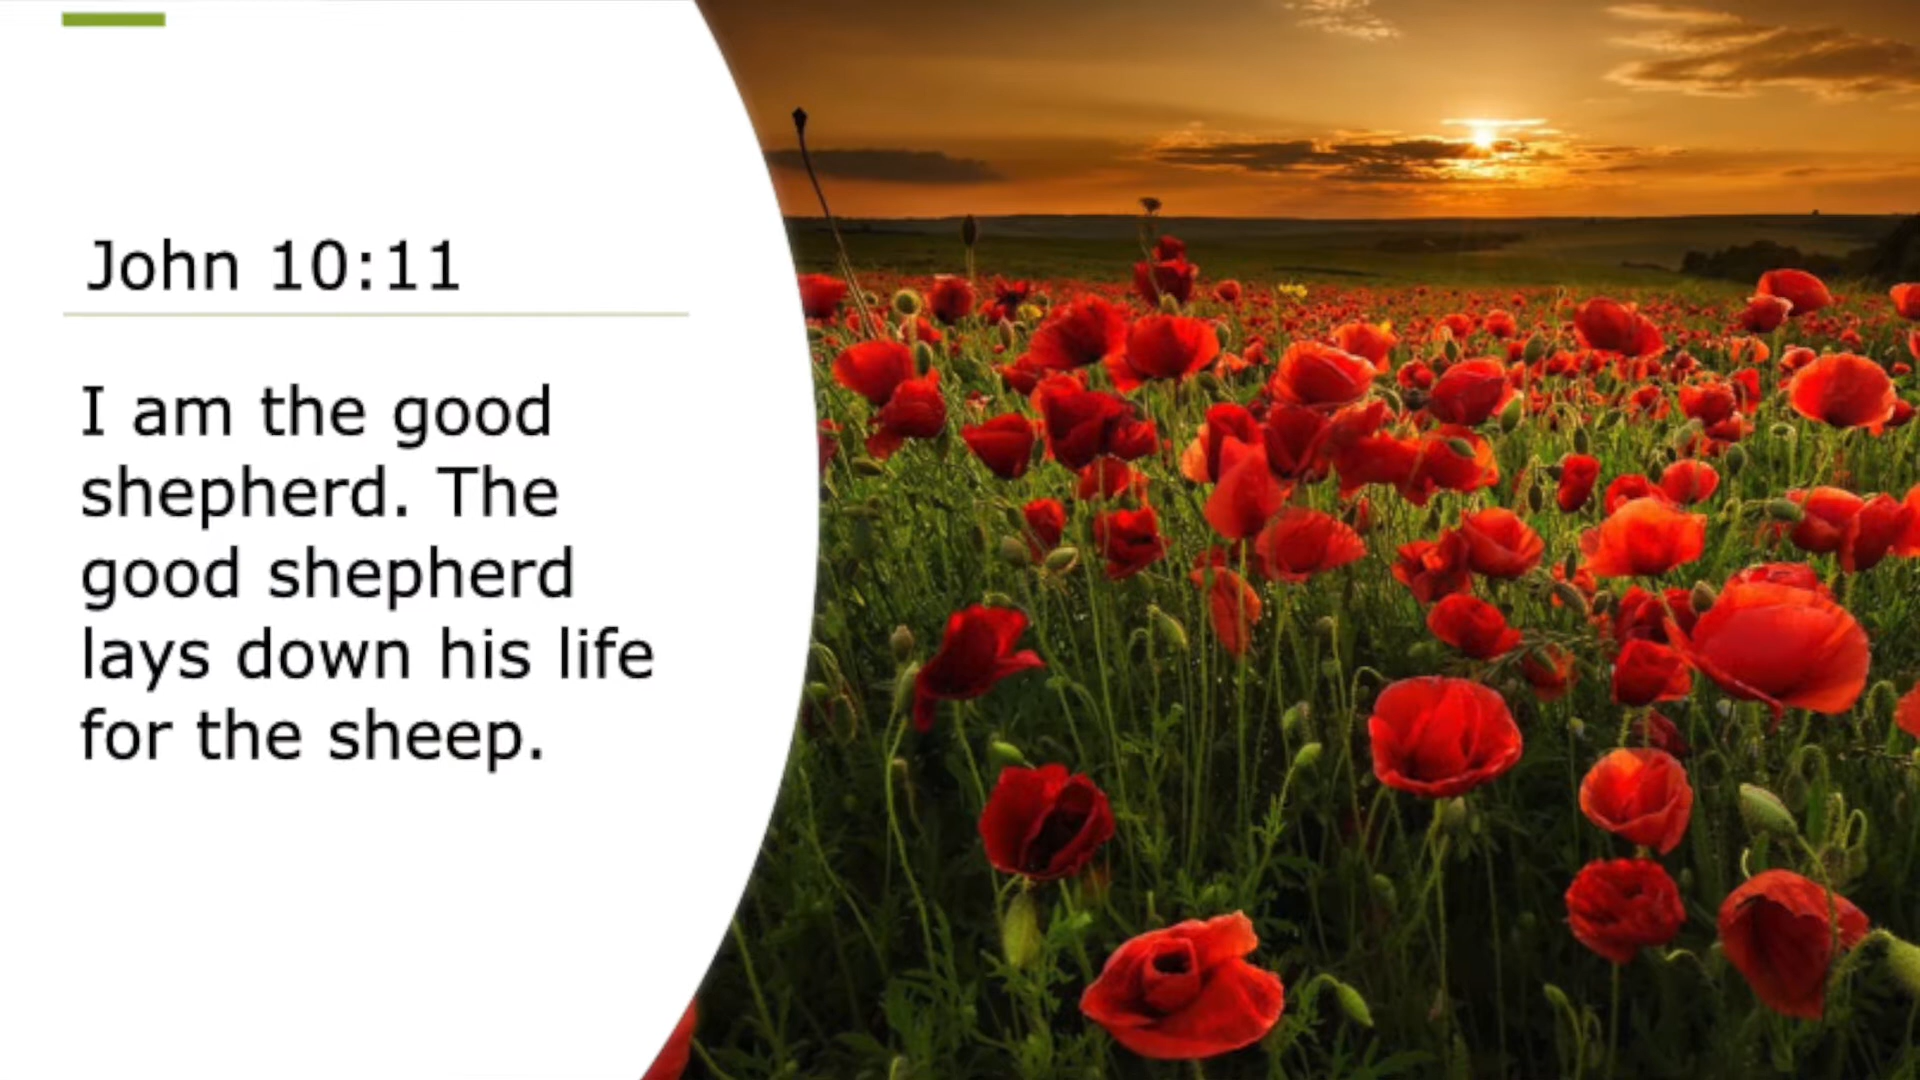 John 10:11
I am the good
shepherd. The
good shepherd
lays down his life
for the sheep.